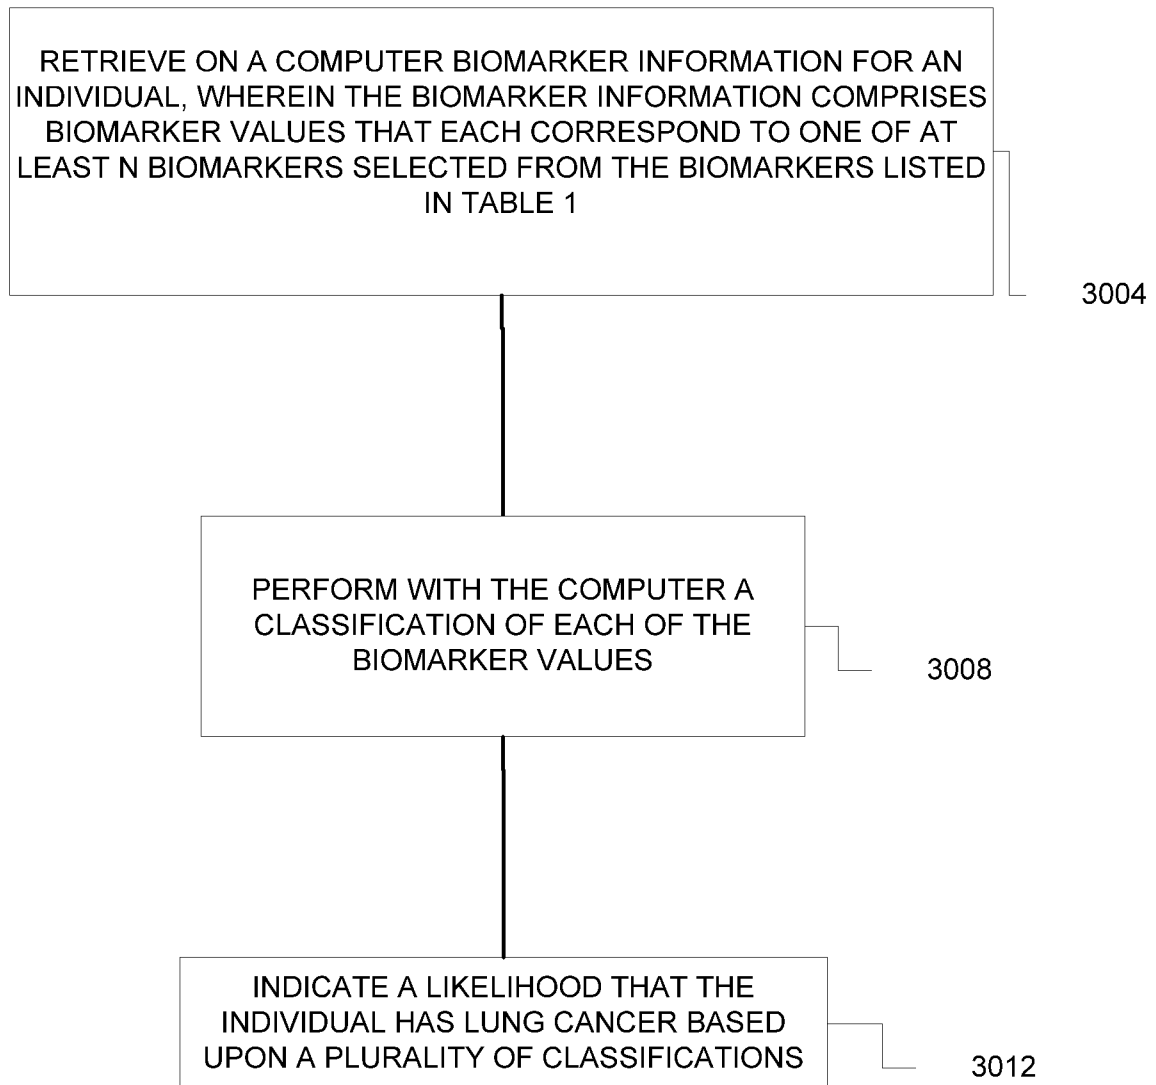 RETRIEVE ON A COMPUTER BIOMARKER INFORMATION FOR AN
INDIVIDUAL, WHEREIN THE BIOMARKER INFORMATION COMPRISES
BIOMARKER VALUES THAT EACH CORRESPOND TO ONE OF AT
LEAST N BIOMARKERS SELECTED FROM THE BIOMARKERS LISTED
IN TABLE 1
3004
PERFORM WITH THE COMPUTER A
CLASSIFICATION OF EACH OF THE
BIOMARKER VALUES
3008
INDICATE A LIKELIHOOD THAT THE
INDIVIDUAL HAS LUNG CANCER BASED
UPON A PLURALITY OF CLASSIFICATIONS
3012